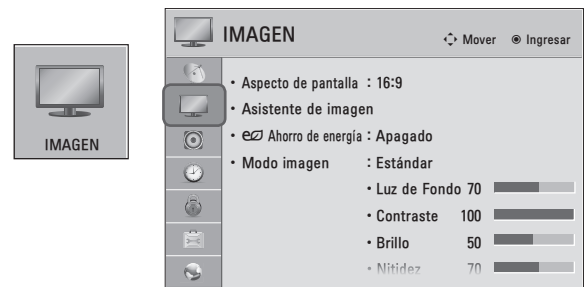 IMAGEN
IMAGEN
Mover Ingresar
• Aspecto de pantalla : 16:9
• Asistente de imagen
• Ahorro de energía : Apagado
• Modo imagen : Estándar
• Luz de Fondo 70
• Contraste 100
• Brillo 50
• Nitidez 70